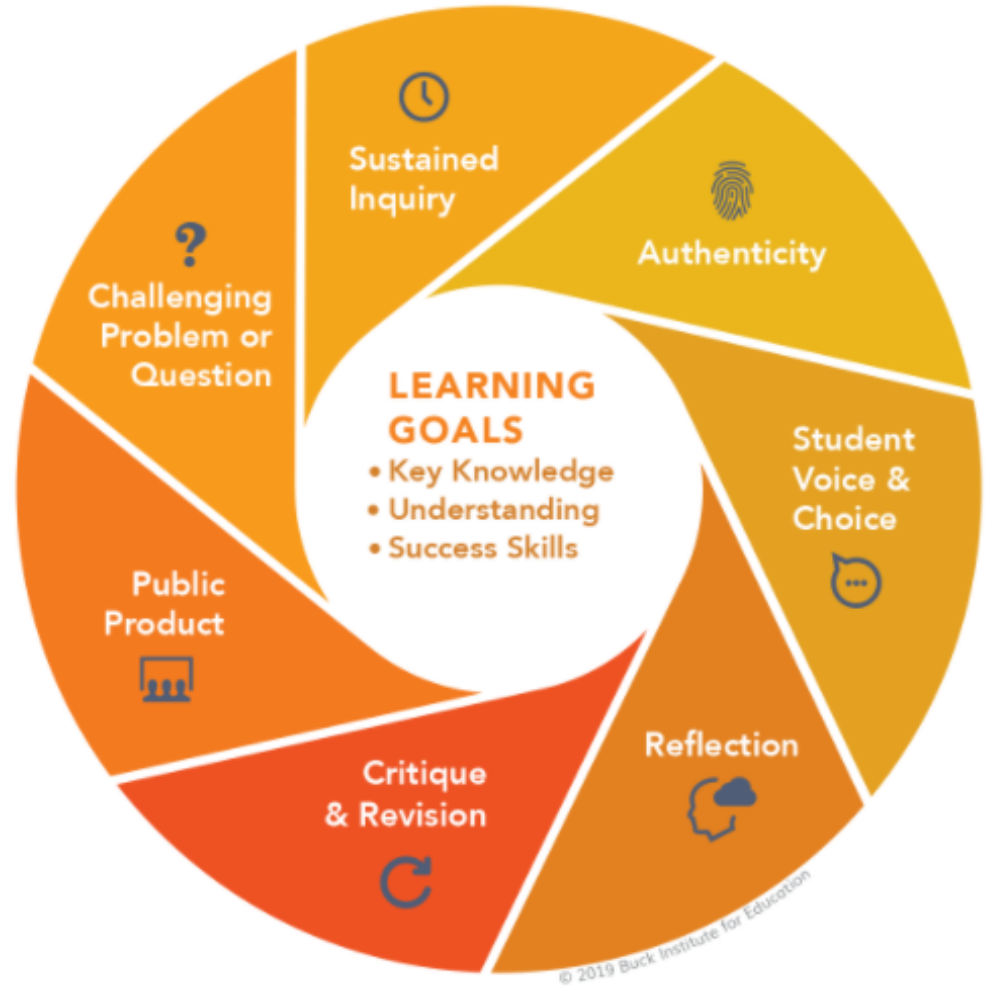 Sustained
Inquiry
Authenticity
Challenging
Problem or
Question
LEARNING
GOALS
• Key Knowledge
• Understanding
• Success Skills
Student
Voice &
Choice
Public
Product
Reflection
Critique
& Revision
© 2019 Buck Institute for Education